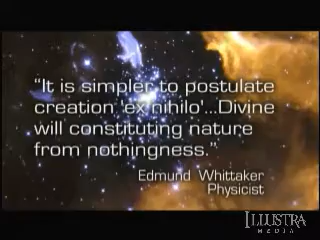 “It is simpler to postulate
creation 'ex nihilo'...Divine
will constituting nature
from nothingness.”
Edmund Whittaker
Physicist
ILLUSTRA
MEDIA